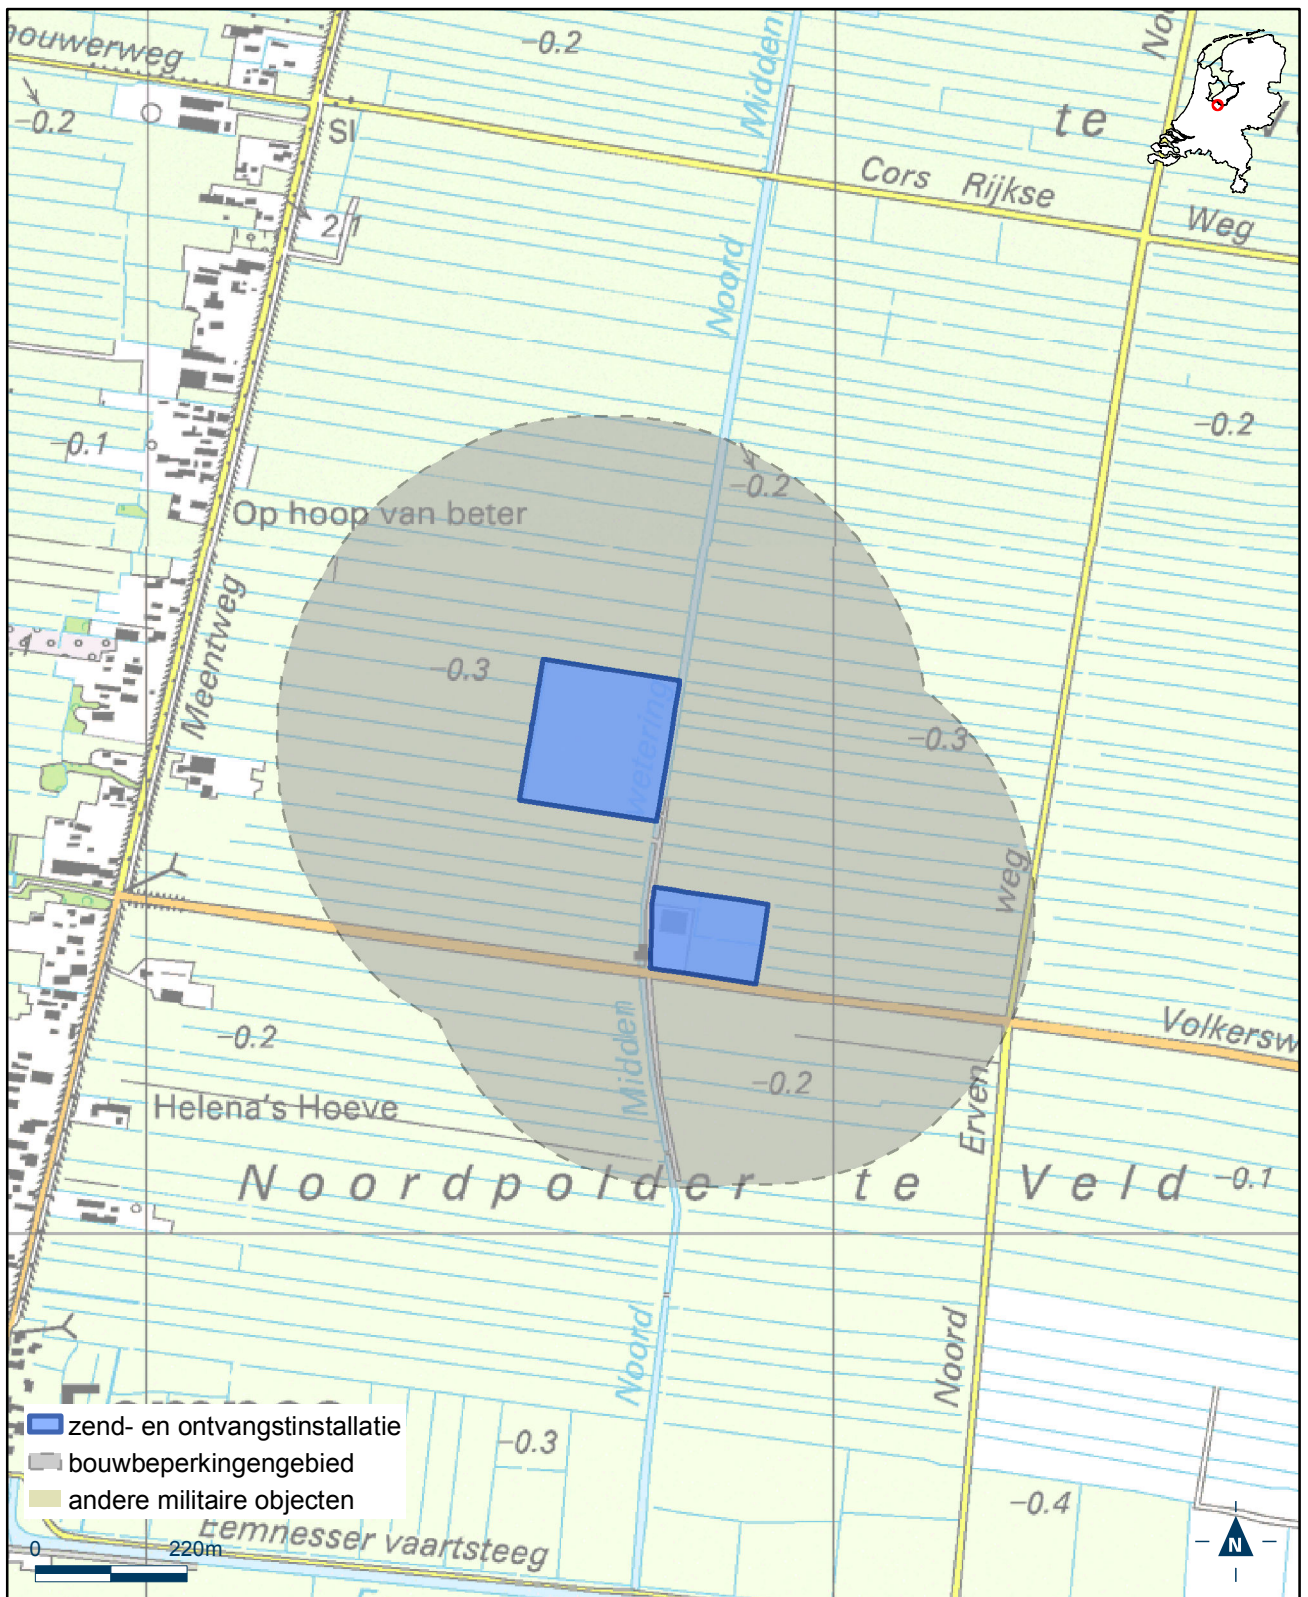 houwerweg
-0.2
Midden
Noo
-0.2
Sl
te
Cors Rijkse
Weg
2.1
Noord
-0.1
-0.2
-0.2
Op hoop van beter
Meentweg
-0.3
wetering
-0.3
weg
Midden
Volkersw
-0.2
-0.2
Erven
Helena's Hoeve
Noordpolder te Veld
-0.1
Noord
Noord
zend- en ontvangstinstallatie
-0.3
bouwbeperkingengebied
andere militaire objecten
-0.4
Eemnesser vaartsteeg
0 220m
N